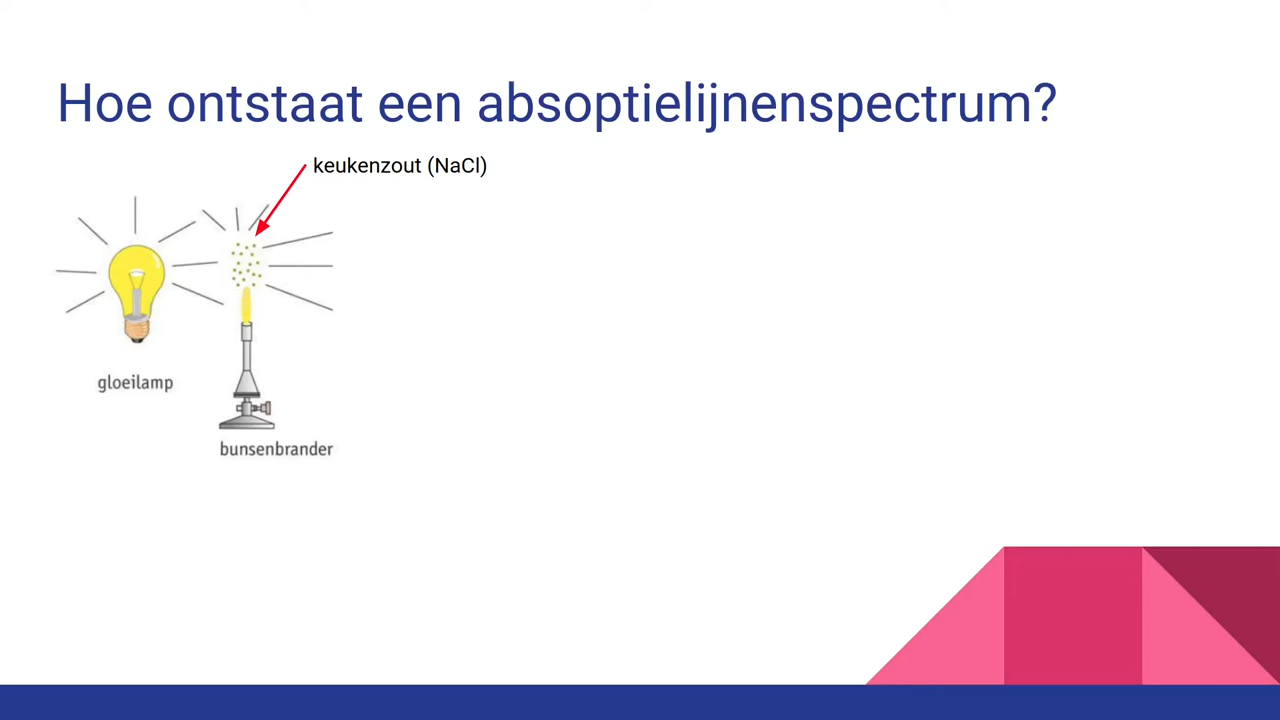 Hoe ontstaat een absoptielijnenspectrum?
keukenzout (NaCl)
gloeilamp
bunsenbrander